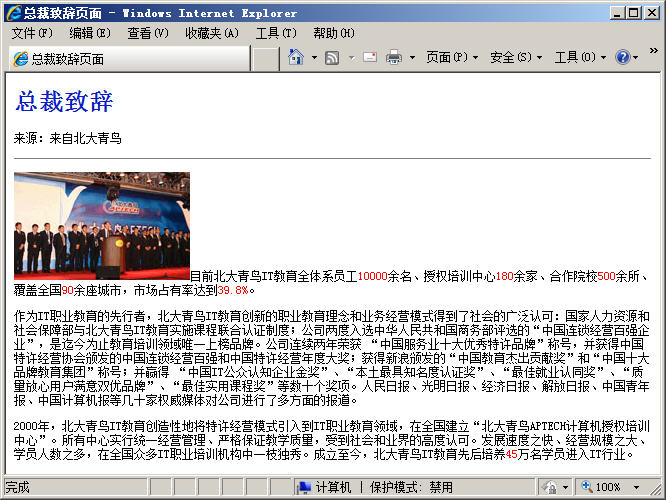 总裁致辞页面 - Windows Internet Explorer
文件(F) 编辑(E) 查看(V) 收藏夹(A) 工具(T) 帮助(H)
总裁致辞页面 页面(P) 安全(S) 工具(O) »
总裁致辞
来源：来自北大青鸟
目前北大青鸟IT教育全体系员工10000余名、授权培训中心180余家、合作院校500余所、
覆盖全国90余座城市，市场占有率达到39.8%。
作为IT职业教育的先行者，北大青鸟IT教育创新的职业教育理念和业务经营模式得到了社会的广泛认可：国家人力资源和
社会保障部与北大青鸟IT教育实施课程联合认证制度；公司两度入选中华人民共和国商务部评选的“中国连锁经营百强企
业”，是迄今为止教育培训领域唯一上榜品牌。公司连续两年荣获 “中国服务业十大优秀特许品牌”称号，并获得中国
特许经营协会颁发的中国连锁经营百强和中国特许经营年度大奖；获得新浪颁发的“中国教育杰出贡献奖”和“中国十大
品牌教育集团”称号；并赢得 “中国IT公众认知企业金奖”、“本土最具知名度认证奖”、“最佳就业认同奖”、“质
量放心用户满意双优品牌”、“最佳实用课程奖”等数十个奖项。人民日报、光明日报、经济日报、解放日报、中国青年
报、中国计算机报等几十家权威媒体对公司进行了多方面的报道。
2000年，北大青鸟IT教育创造性地将特许经营模式引入到IT职业教育领域，在全国建立“北大青鸟APTECH计算机授权培训
中心”。所有中心实行统一经营管理、严格保证教学质量，受到社会和业界的高度认可。发展速度之快、经营规模之大、
学员人数之多，在全国众多IT职业培训机构中一枝独秀。成立至今，北大青鸟IT教育先后培养45万名学员进入IT行业。
完成 计算机 | 保护模式: 禁用 100%